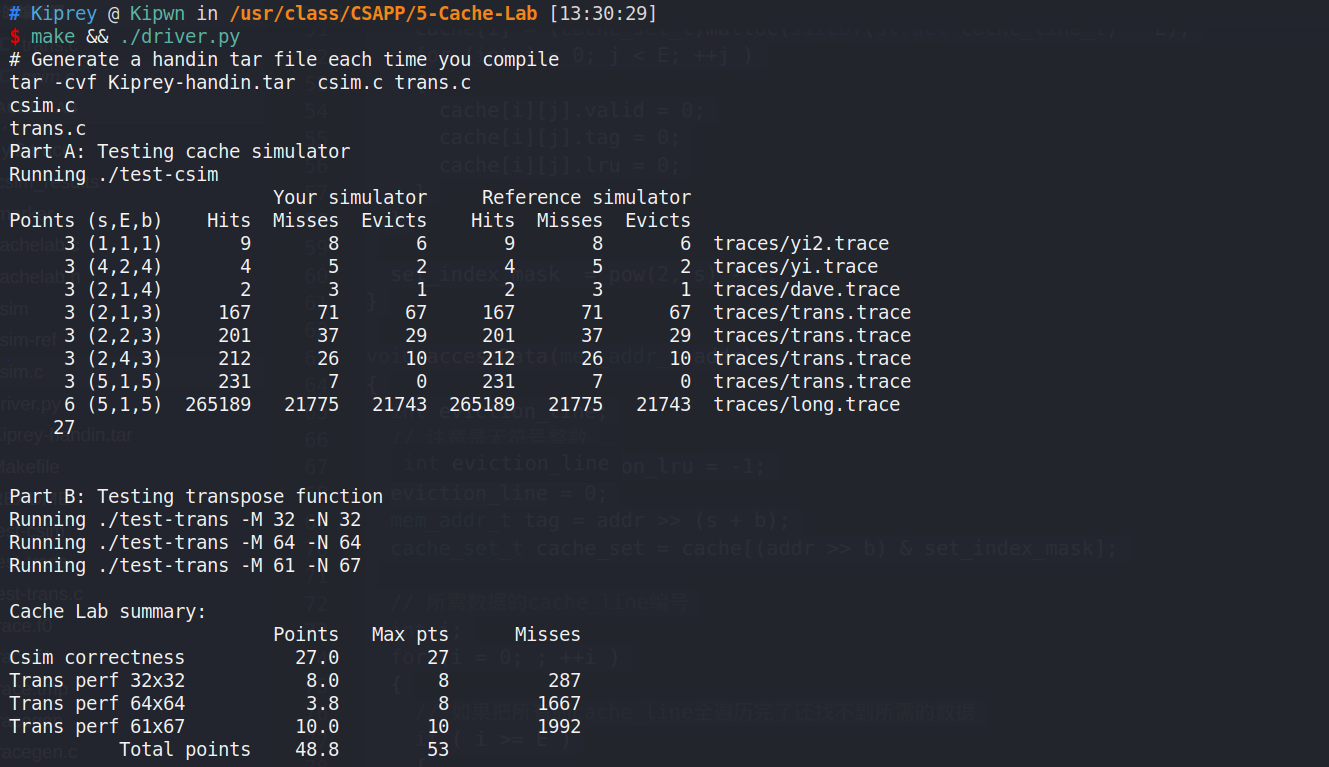 # Kiprey @ Kipwn in /usr/class/CSAPP/5-Cache-Lab [13:30:29]
$ make && ./driver.py
# Generate a handin tar file each time you compile
tar -cvf Kiprey-handin.tar  csim.c trans.c
csim.c
trans.c
Part A: Testing cache simulator
Running ./test-csim
                        Your simulator     Reference simulator
Points (s,E,b)    Hits  Misses  Evicts    Hits  Misses  Evicts
     3 (1,1,1)       9       8       6       9       8       6  traces/yi2.trace
     3 (4,2,4)       4       5       2       4       5       2  traces/yi.trace
     3 (2,1,4)       2       3       1       2       3       1  traces/dave.trace
     3 (2,1,3)     167      71      67     167      71      67  traces/trans.trace
     3 (2,2,3)     201      37      29     201      37      29  traces/trans.trace
     3 (2,4,3)     212      26      10     212      26      10  traces/trans.trace
     3 (5,1,5)     231       7       0     231       7       0  traces/trans.trace
     6 (5,1,5)  265189   21775   21743  265189   21775   21743  traces/long.trace
    27
Part B: Testing transpose function
Running ./test-trans -M 32 -N 32
Running ./test-trans -M 64 -N 64
Running ./test-trans -M 61 -N 67
Cache Lab summary:
                        Points   Max pts      Misses
Csim correctness          27.0        27
Trans perf 32x32           8.0         8         287
Trans perf 64x64           3.8         8        1667
Trans perf 61x67          10.0        10        1992
          Total points    48.8        53